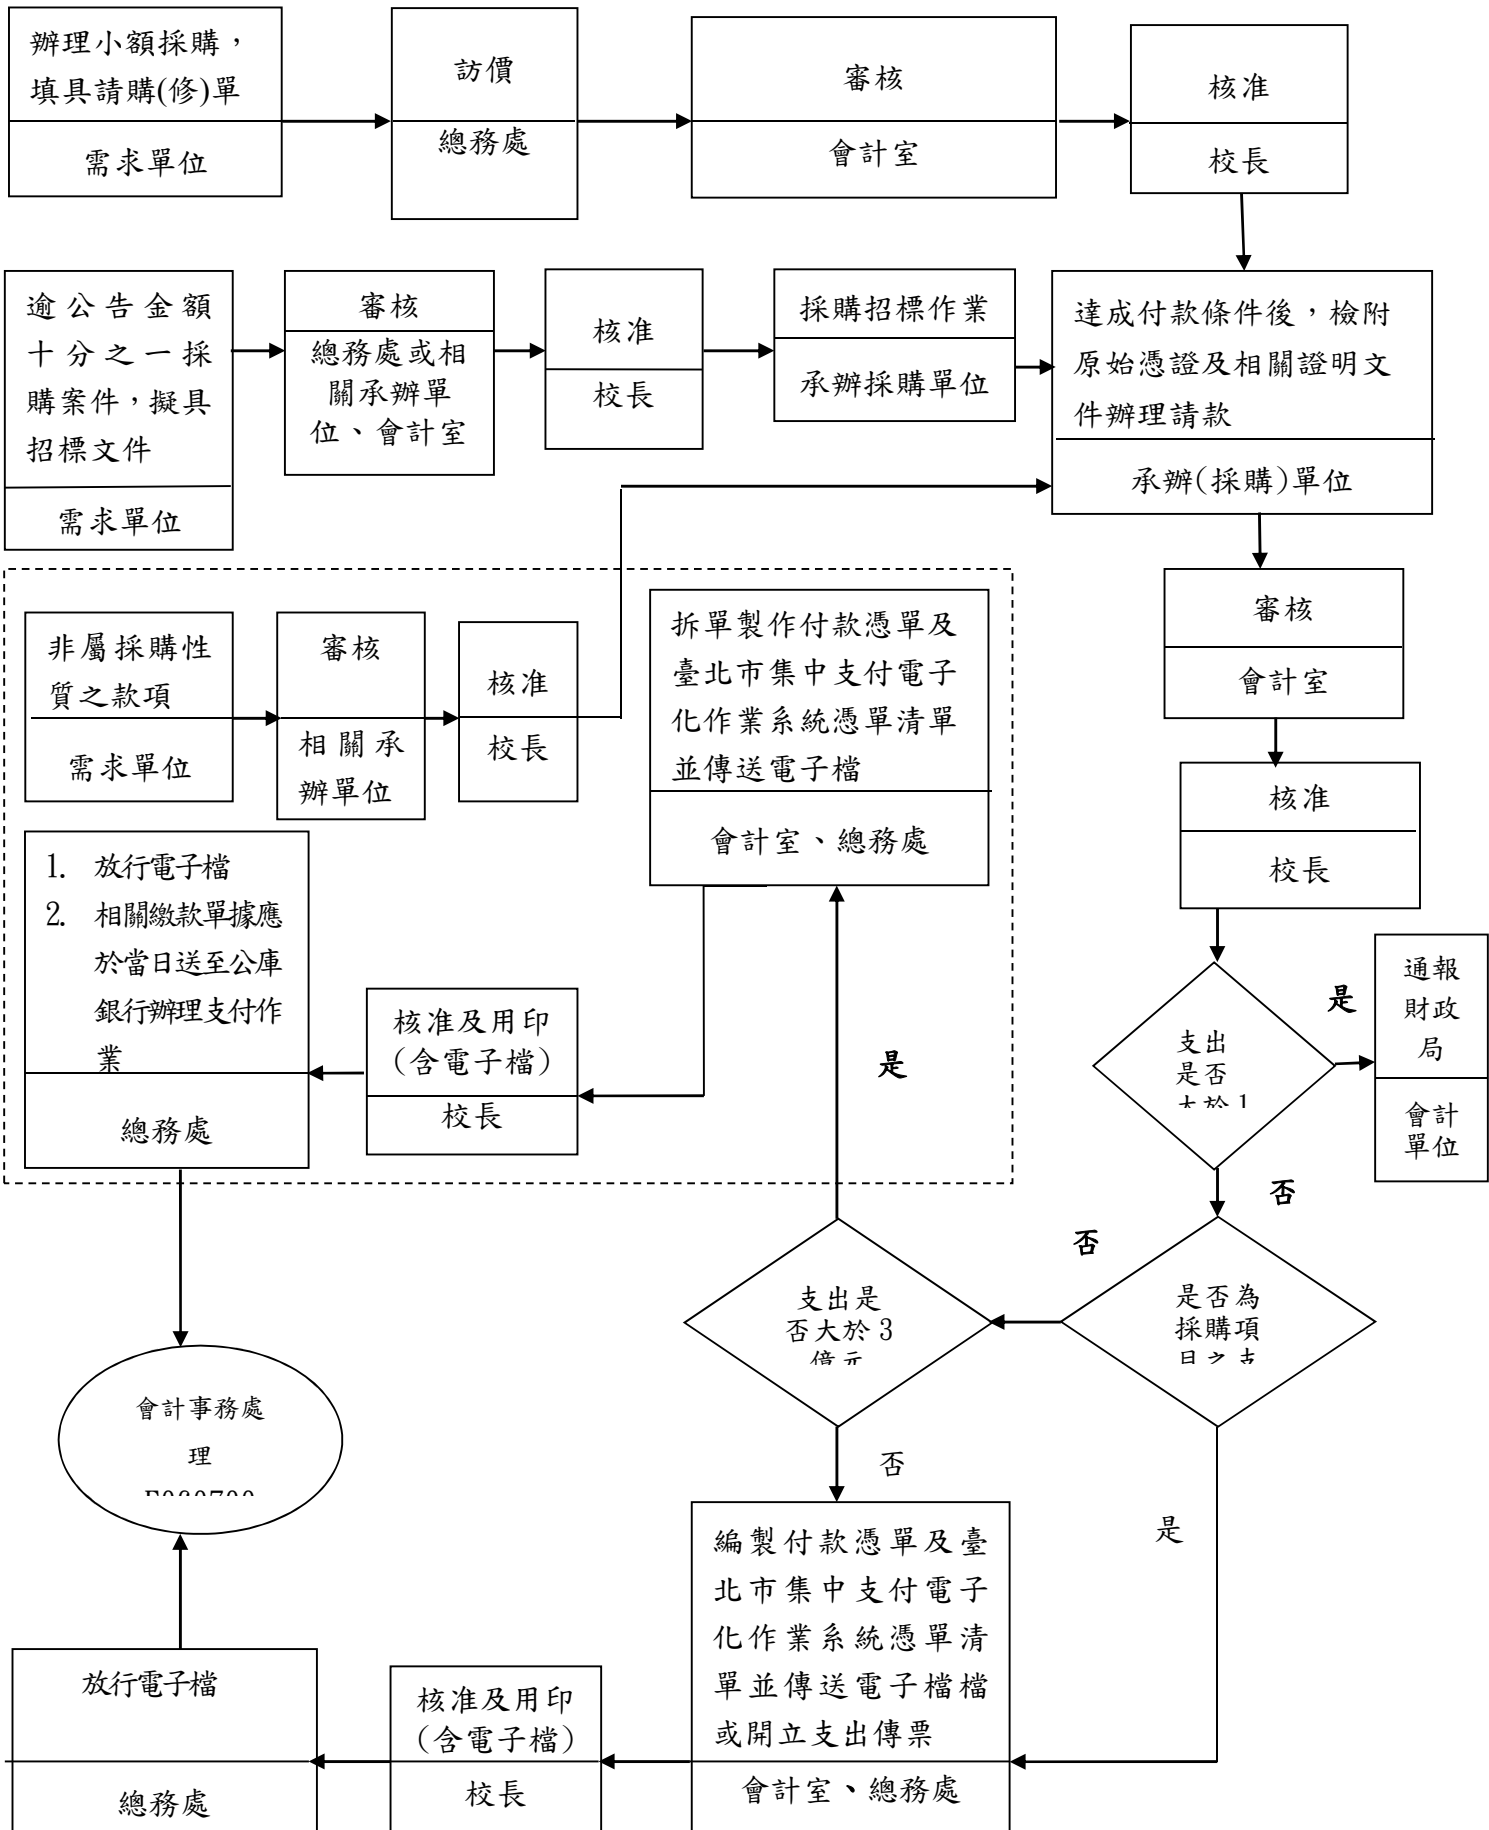 辦理小額採購，
填具請購(修)單
需求單位
訪價
總務處
審核
會計室
核准
校長
逾公告金額
十分之一採
購案件，擬具
招標文件
需求單位
審核
總務處或相
關承辦單
位、會計室
核准
校長
採購招標作業
承辦採購單位
達成付款條件後，檢附
原始憑證及相關證明文
件辦理請款
承辦(採購)單位
非屬採購性
質之款項
需求單位
審核
相關承
辦單位
核准
校長
拆單製作付款憑單及
臺北市集中支付電子
化作業系統憑單清單
並傳送電子檔
會計室、總務處
審核
會計室
核准
校長
1. 放行電子檔
2. 相關繳款單據應
於當日送至公庫
銀行辦理支付作
業
總務處
核准及用印
(含電子檔)
校長
是
支出
是否
大於1
是
通報
財政
局
會計
單位
否
否
支出是
否大於3
億元
是否為
採購項
目之支
會計事務處
理
否
是
編製付款憑單及臺
北市集中支付電子
化作業系統憑單清
單並傳送電子檔檔
或開立支出傳票
會計室、總務處
核准及用印
(含電子檔)
校長
放行電子檔
總務處